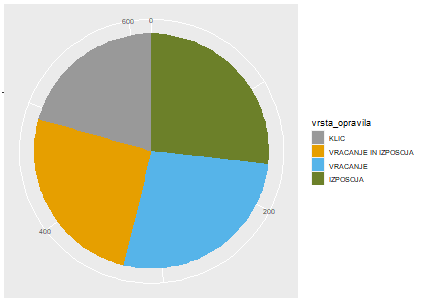 600
0
200
400
vrsta_opravila
KLIC
VRACANJE IN IZPOSOJA
VRACANJE
IZPOSOJA